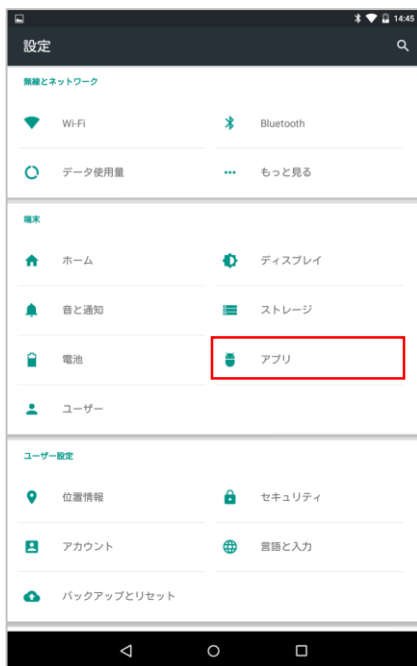 14:45
設定
無線とネットワーク
Wi-Fi
Bluetooth
データ使用量
もっと見る
端末
ホーム
ディスプレイ
音と通知
ストレージ
電池
アプリ
ユーザー
ユーザー設定
位置情報
セキュリティ
アカウント
言語と入力
バックアップとリセット